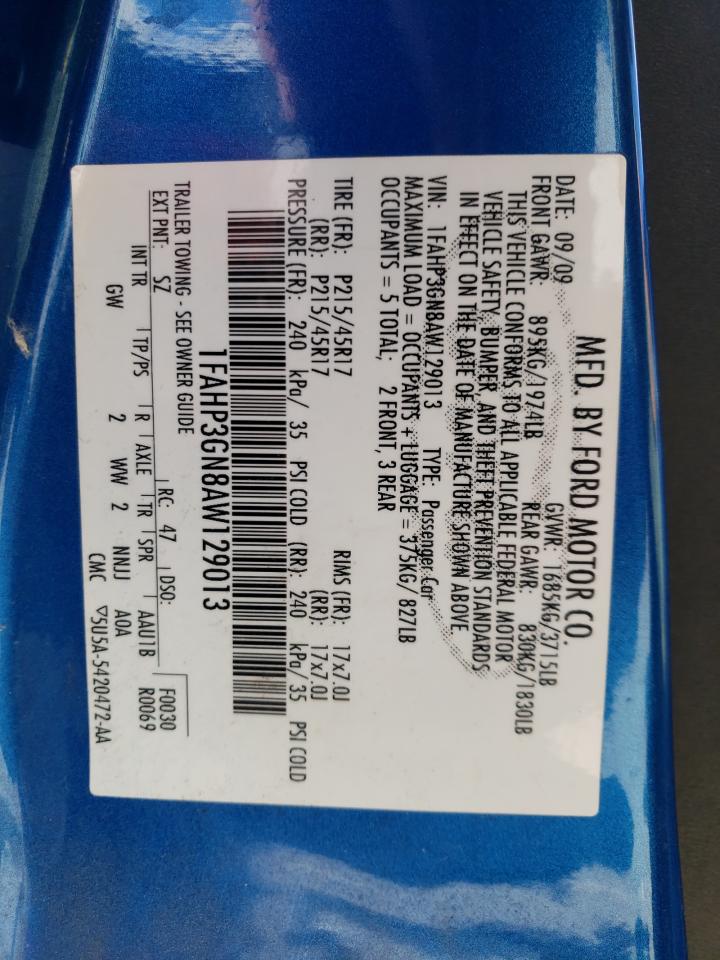 MFD. BY FORD MOTOR CO.
DATE: 09/09 GVWR: 1685KG/3715LB
FRONT GAWR: 895KG/1974LB REAR GAWR: 830KG/1830LB
THIS VEHICLE CONFORMS TO ALL APPLICABLE FEDERAL MOTOR
VEHICLE SAFETY, BUMPER, AND THEFT PREVENTION STANDARDS
IN EFFECT ON THE DATE OF MANUFACTURE SHOWN ABOVE
VIN: 1FAHP3GN8AW129013 TYPE: Passenger Car
MAXIMUM LOAD = OCCUPANTS + LUGGAGE = 375KG/ 827LB
OCCUPANTS = 5 TOTAL; 2 FRONT, 3 REAR
TIRE (FR): P215/45R17 RIMS (FR): 17x7.0J
(RR): P215/45R17 (RR): 17x7.0J
PRESSURE (FR): 240 kPa/ 35 PSI COLD (RR): 240 kPa/ 35 PSI COLD
1FAHP3GN8AW129013
TRAILER TOWING - SEE OWNER GUIDE
EXT PNT: SZ RC: 47 DSO: F0030
INT TR TP/PS R AXLE TR SPR AAU1B R0069
GW 2 WW 2 NNJJ A0A
CMC ▽5U5A-5420472-AA